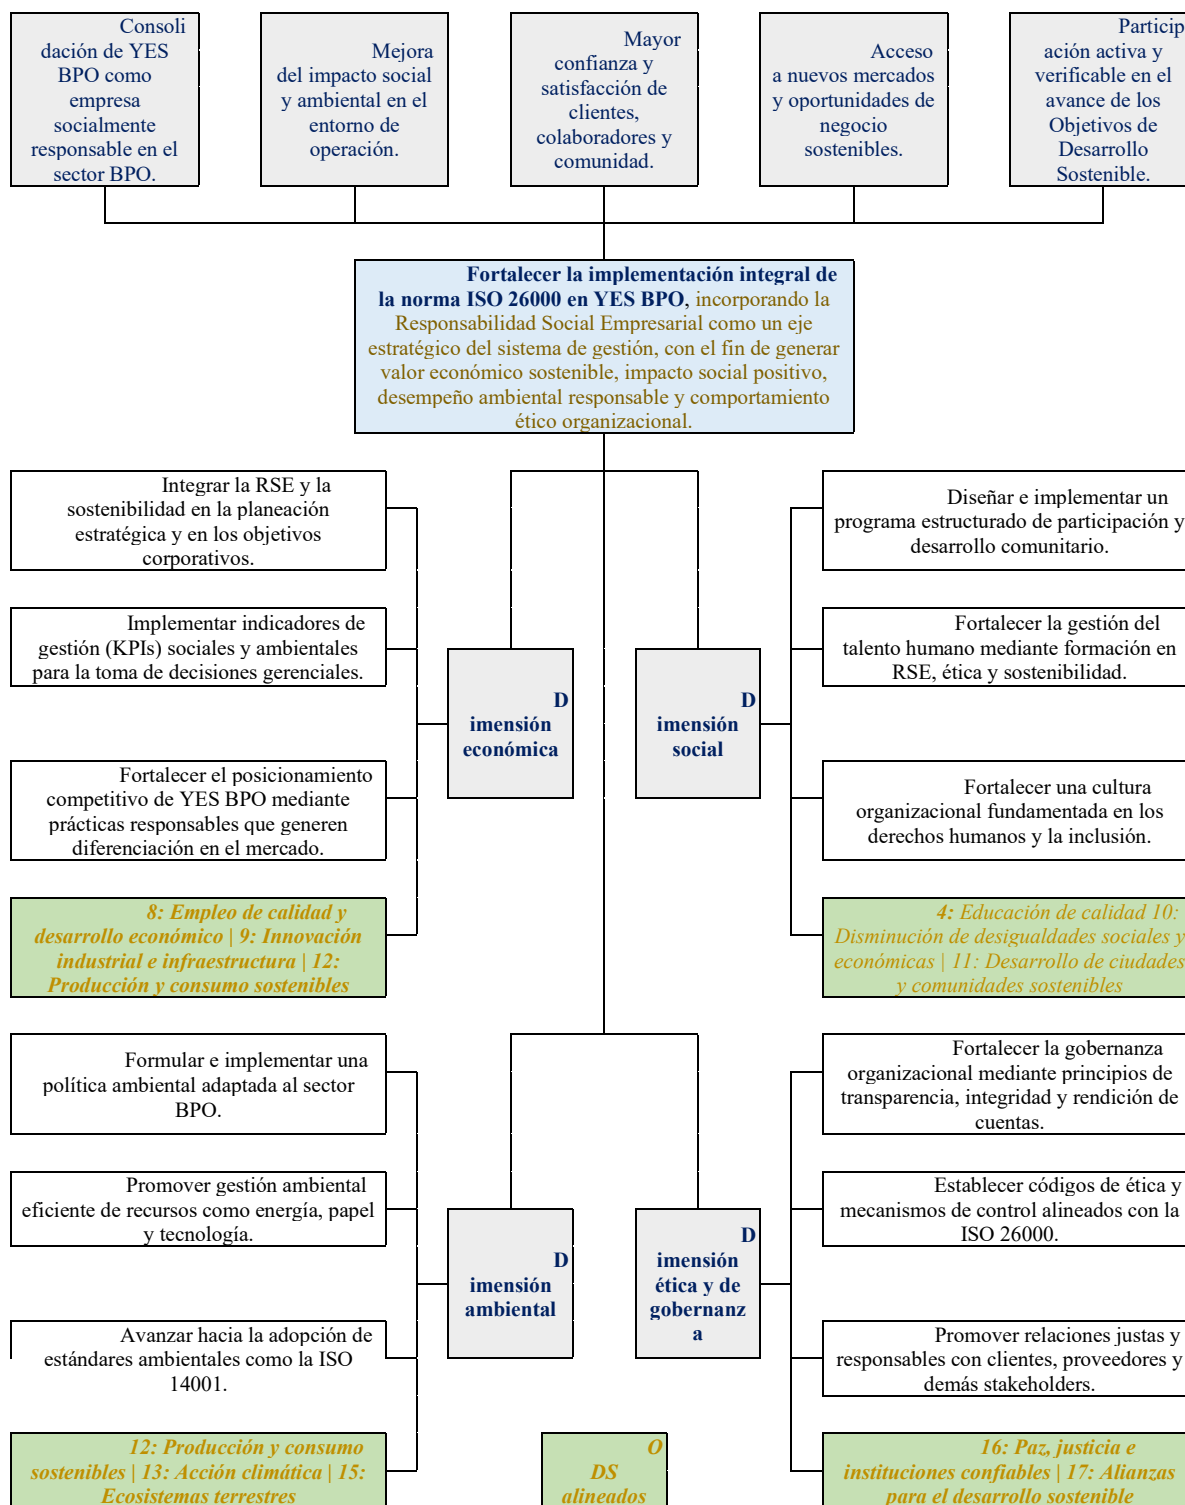 Consoli
dación de YES
BPO como
empresa
socialmente
responsable en el
sector BPO.
Mejora
del impacto social
y ambiental en el
entorno de
operación.
Mayor
confianza y
satisfacción de
clientes,
colaboradores y
comunidad.
Acceso
a nuevos mercados
y oportunidades de
negocio
sostenibles.
Particip
ación activa y
verificable en el
avance de los
Objetivos de
Desarrollo
Sostenible.
Fortalecer la implementación integral de
la norma ISO 26000 en YES BPO, incorporando la
Responsabilidad Social Empresarial como un eje
estratégico del sistema de gestión, con el fin de generar
valor económico sostenible, impacto social positivo,
desempeño ambiental responsable y comportamiento
ético organizacional.
Integrar la RSE y la
sostenibilidad en la planeación
estratégica y en los objetivos
corporativos.
Implementar indicadores de
gestión (KPIs) sociales y ambientales
para la toma de decisiones gerenciales.
Fortalecer el posicionamiento
competitivo de YES BPO mediante
prácticas responsables que generen
diferenciación en el mercado.
8: Empleo de calidad y
desarrollo económico | 9: Innovación
industrial e infraestructura | 12:
Producción y consumo sostenibles
D
imensión
económica
D
imensión
social
Diseñar e implementar un
programa estructurado de participación y
desarrollo comunitario.
Fortalecer la gestión del
talento humano mediante formación en
RSE, ética y sostenibilidad.
Fortalecer una cultura
organizacional fundamentada en los
derechos humanos y la inclusión.
4: Educación de calidad 10:
Disminución de desigualdades sociales y
económicas | 11: Desarrollo de ciudades
y comunidades sostenibles
Formular e implementar una
política ambiental adaptada al sector
BPO.
Promover gestión ambiental
eficiente de recursos como energía, papel
y tecnología.
Avanzar hacia la adopción de
estándares ambientales como la ISO
14001.
12: Producción y consumo
sostenibles | 13: Acción climática | 15:
Ecosistemas terrestres
D
imensión
ambiental
D
imensión
ética y de
gobernanz
a
Fortalecer la gobernanza
organizacional mediante principios de
transparencia, integridad y rendición de
cuentas.
Establecer códigos de ética y
mecanismos de control alineados con la
ISO 26000.
Promover relaciones justas y
responsables con clientes, proveedores y
demás stakeholders.
16: Paz, justicia e
instituciones confiables | 17: Alianzas
para el desarrollo sostenible
O
DS
alineados